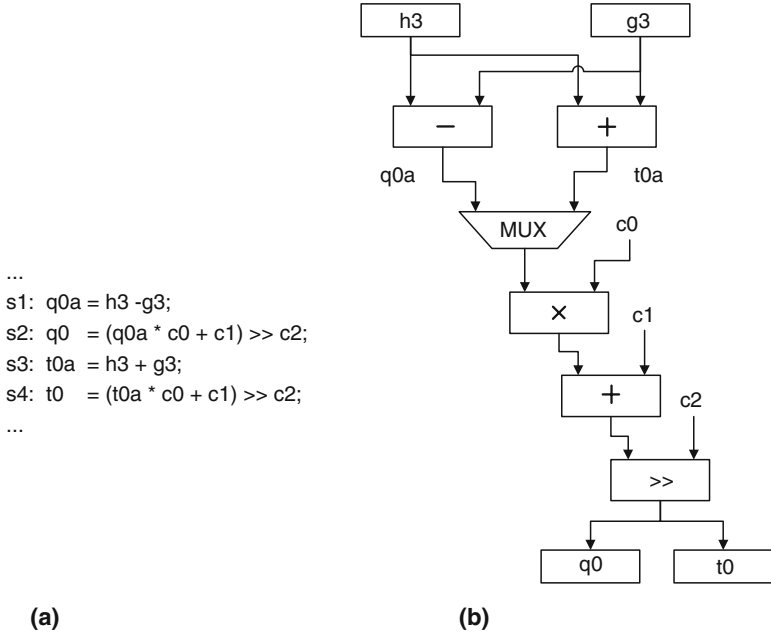 h3 g3
− +
q0a t0a
MUX
c0
×
c1
+
c2
>>
q0 t0
...
s1: q0a = h3 -g3;
s2: q0 = (q0a * c0 + c1) >> c2;
s3: t0a = h3 + g3;
s4: t0 = (t0a * c0 + c1) >> c2;
...
(a) (b)